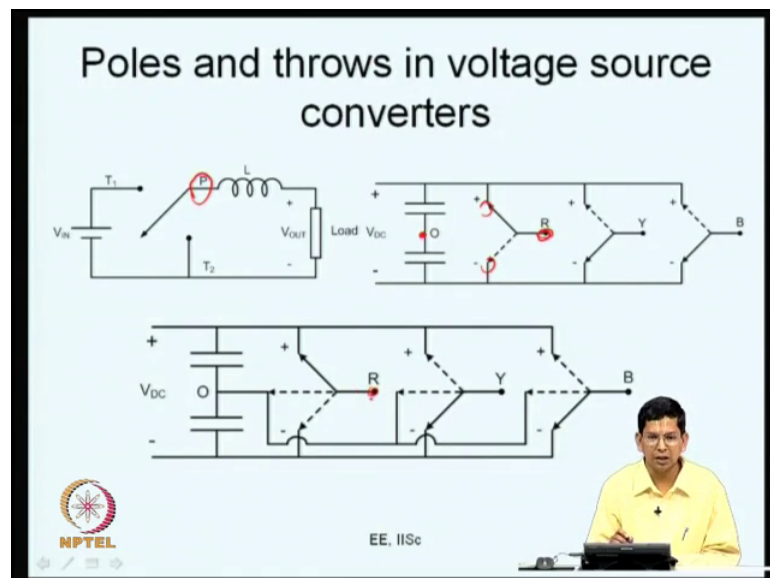 Poles and throws in voltage source
converters
T1
P
L
VIN
+
VOUT
-
Load
T2
+
VDC
-
O
+
-
R
+
-
Y
+
-
B
+
VDC
-
O
+
-
R
+
-
Y
+
-
B
NPTEL
EE, IISc